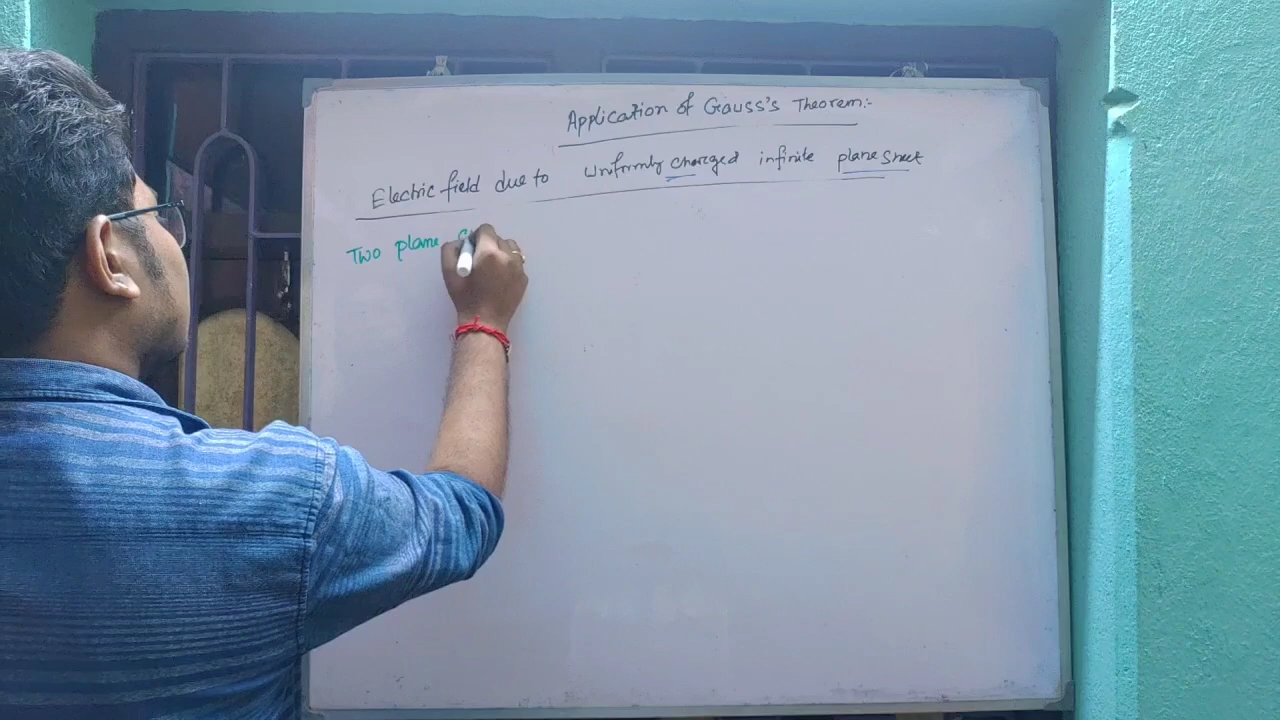 Application of Gauss's Theorem:-
Electric field due to Uniformly charged infinite plane sheet
Two plane